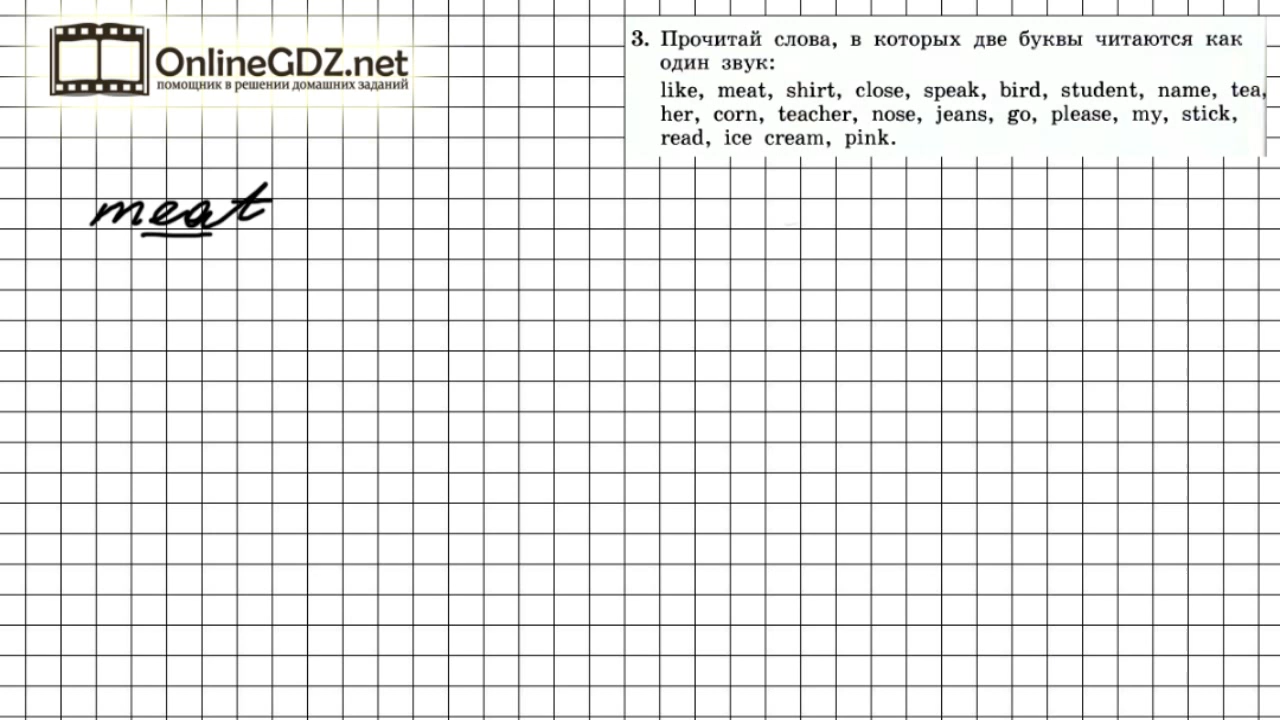 OnlineGDZ.net
помощник в решении домашних заданий
3. Прочитай слова, в которых две буквы читаются как
один звук:
like, meat, shirt, close, speak, bird, student, name, tea,
her, corn, teacher, nose, jeans, go, please, my, stick,
read, ice cream, pink.
meat